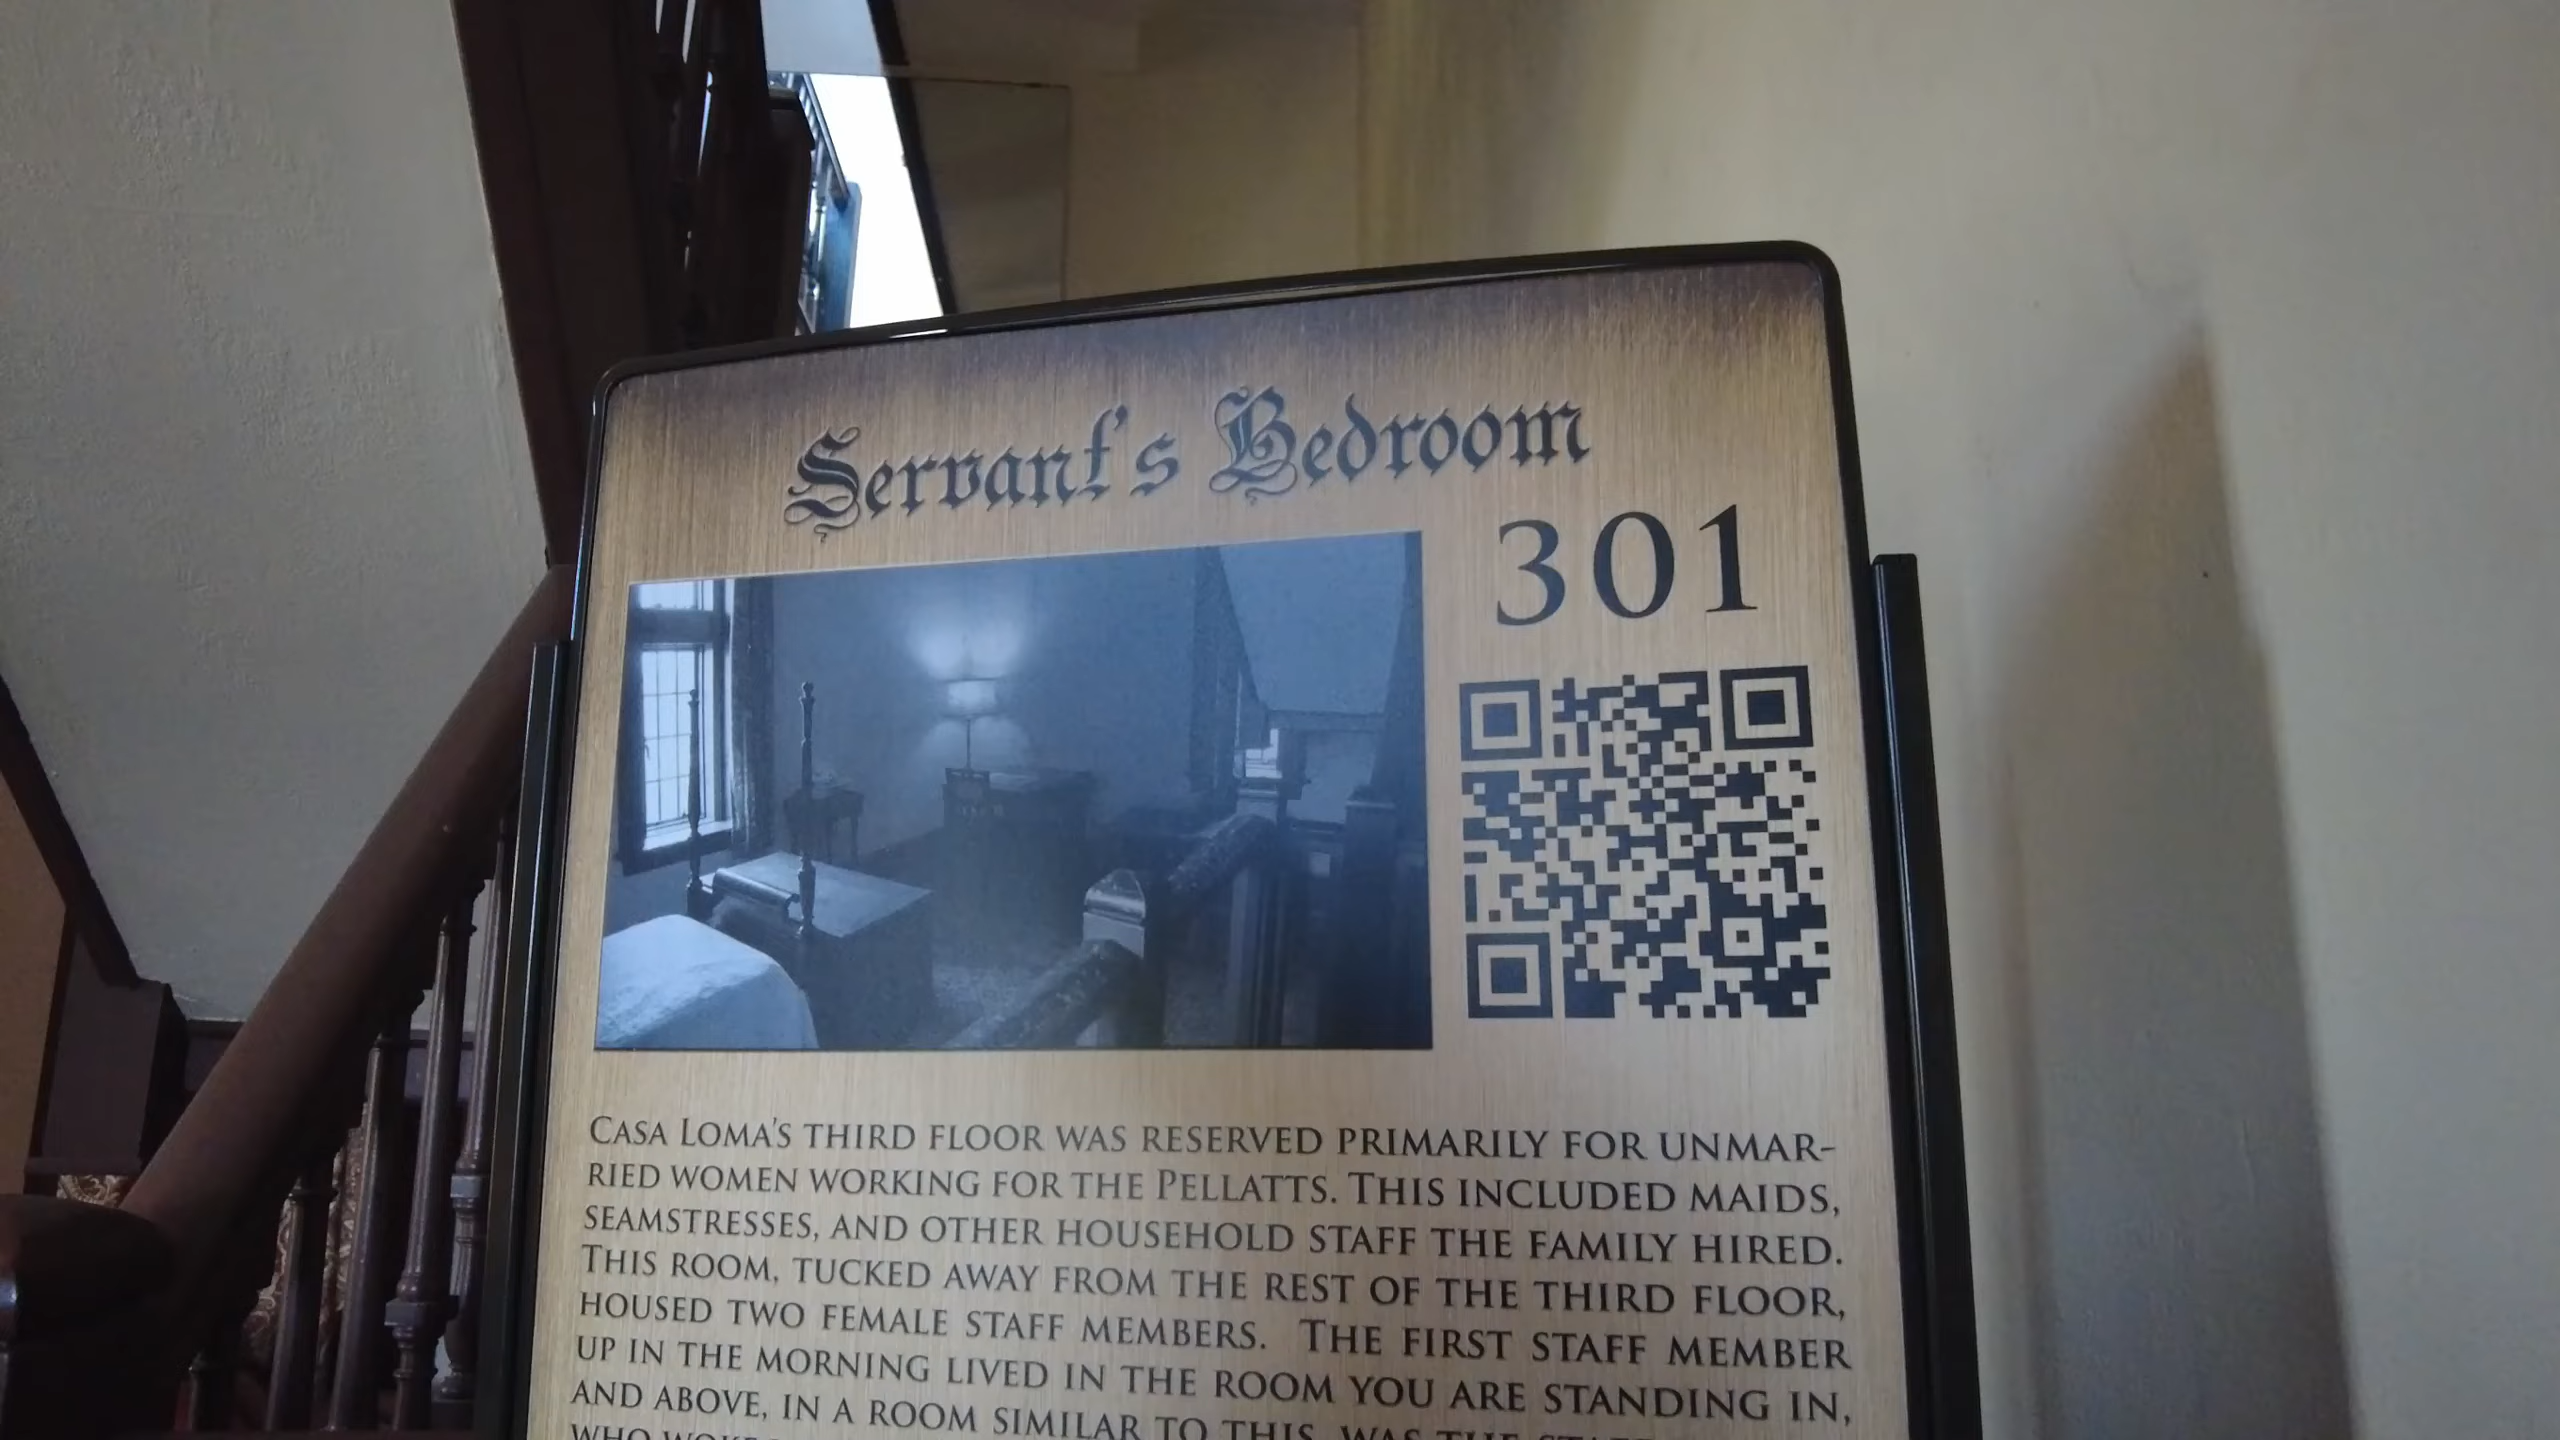 Servant's Bedroom
301
CASA LOMA'S THIRD FLOOR WAS RESERVED PRIMARILY FOR UNMAR-
RIED WOMEN WORKING FOR THE PELLATTS. THIS INCLUDED MAIDS,
SEAMSTRESSES, AND OTHER HOUSEHOLD STAFF THE FAMILY HIRED.
THIS ROOM, TUCKED AWAY FROM THE REST OF THE THIRD FLOOR,
HOUSED TWO FEMALE STAFF MEMBERS. THE FIRST STAFF MEMBER
UP IN THE MORNING LIVED IN THE ROOM YOU ARE STANDING IN,
AND ABOVE, IN A ROOM SIMILAR TO THIS, WAS THE